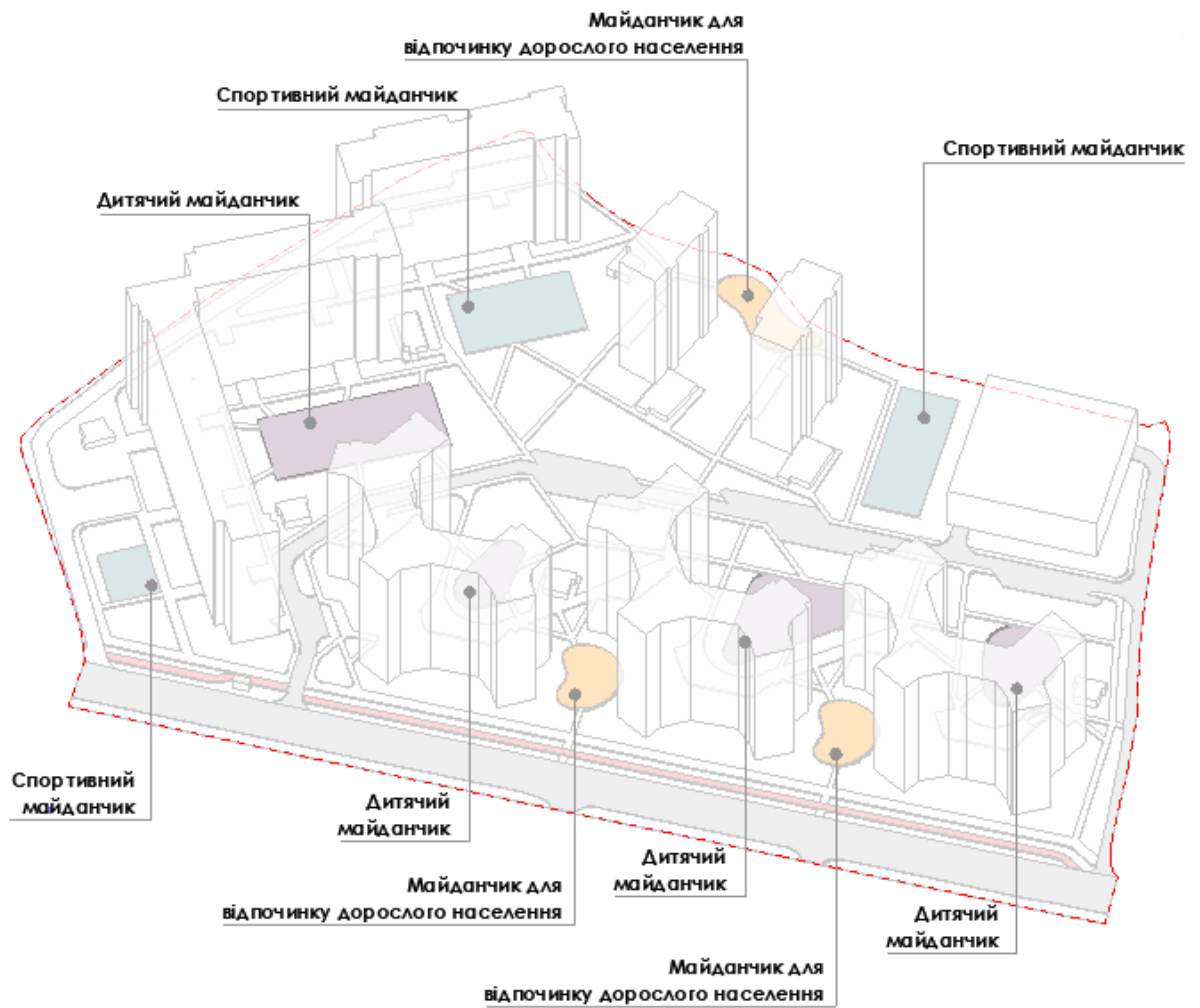 Майданчик для
відпочинку дорослого населення
Спортивний майданчик
Спортивний майданчик
Дитячий майданчик
Спортивний
майданчик
Дитячий
майданчик
Дитячий
майданчик
Майданчик для
відпочинку дорослого населення
Дитячий
майданчик
Майданчик для
відпочинку дорослого населення